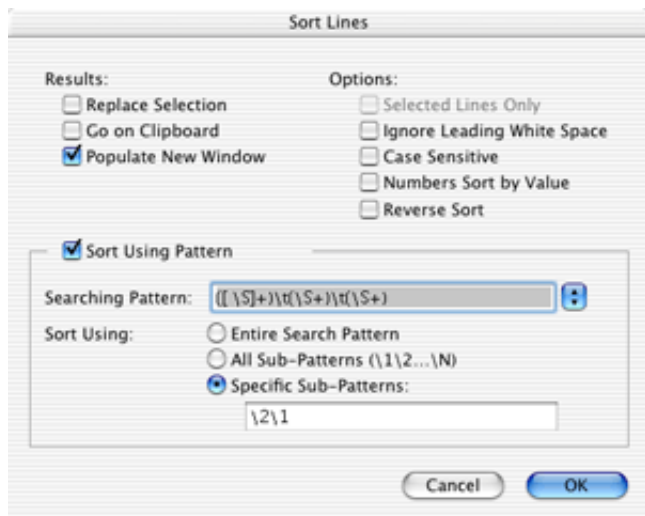 Sort Lines
Results:
Replace Selection
Go on Clipboard
Populate New Window
Options:
Selected Lines Only
Ignore Leading White Space
Case Sensitive
Numbers Sort by Value
Reverse Sort
Sort Using Pattern
Searching Pattern: ([ \S]+)\t(\S+)\t(\S+)
Sort Using: Entire Search Pattern
All Sub-Patterns (\1\2...\N)
Specific Sub-Patterns:
\2\1
Cancel OK